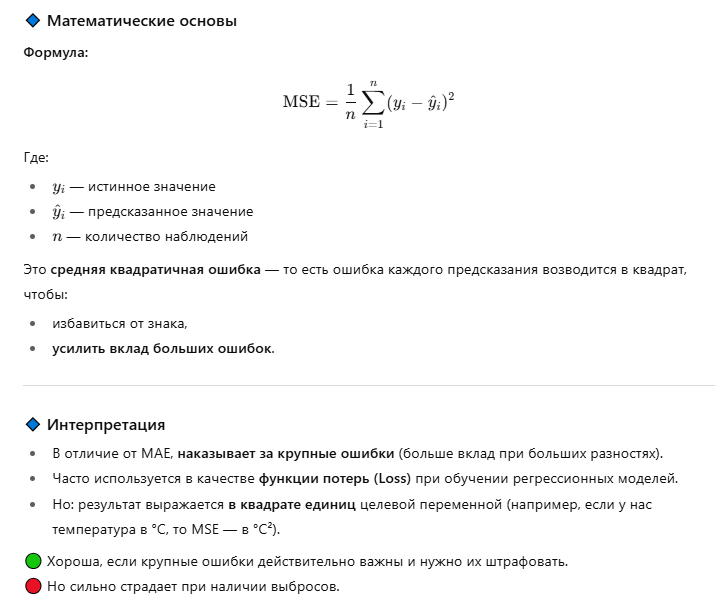 🔷 Математические основы
Формула:
MSE = \frac{1}{n} \sum_{i=1}^{n} (y_i - \hat{y}_i)^2
Где:
• y_i — истинное значение
• ŷ_i — предсказанное значение
• n — количество наблюдений
Это средняя квадратичная ошибка — то есть ошибка каждого предсказания возводится в квадрат,
чтобы:
• избавиться от знака,
• усилить вклад больших ошибок.
🔷 Интерпретация
• В отличие от MAE, наказывает за крупные ошибки (больше вклад при больших разностях).
• Часто используется в качестве функции потерь (Loss) при обучении регрессионных моделей.
• Но: результат выражается в квадрате единиц целевой переменной (например, если у нас
температура в °C, то MSE — в °C²).
🟢 Хороша, если крупные ошибки действительно важны и нужно их штрафовать.
🔴 Но сильно страдает при наличии выбросов.